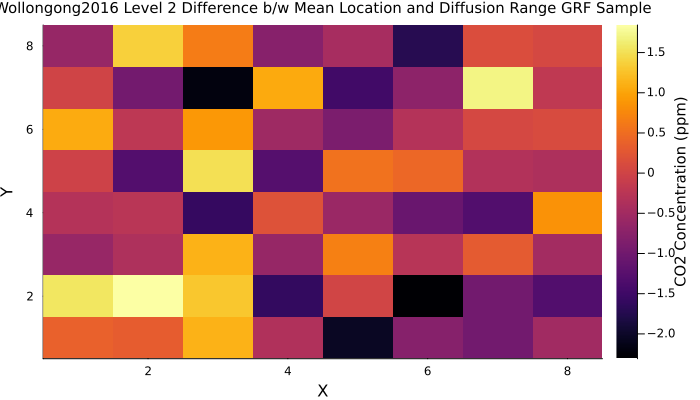 Wollongong2016 Level 2 Difference b/w Mean Location and Diffusion Range GRF Sample
8
6
4
2
Y
2 4 6 8
X
1.5
1.0
0.5
0
−0.5
−1.0
−1.5
−2.0
CO2 Concentration (ppm)